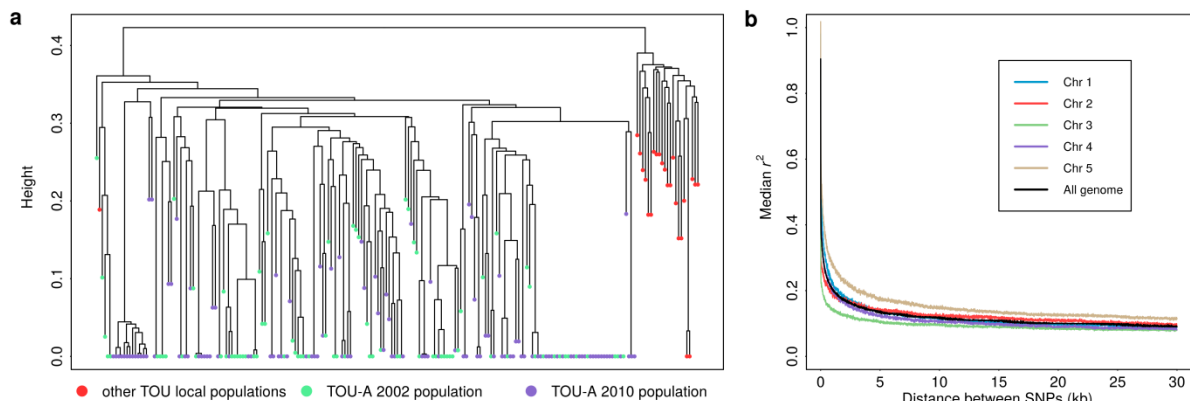 a
b
Height
0.4
0.3
0.2
0.1
0.0
other TOU local populations
TOU-A 2002 population
TOU-A 2010 population
Median r²
1.0
0.8
0.6
0.4
0.2
0.0
Chr 1
Chr 2
Chr 3
Chr 4
Chr 5
All genome
0 5 10 15 20 25 30
Distance between SNPs (kb)